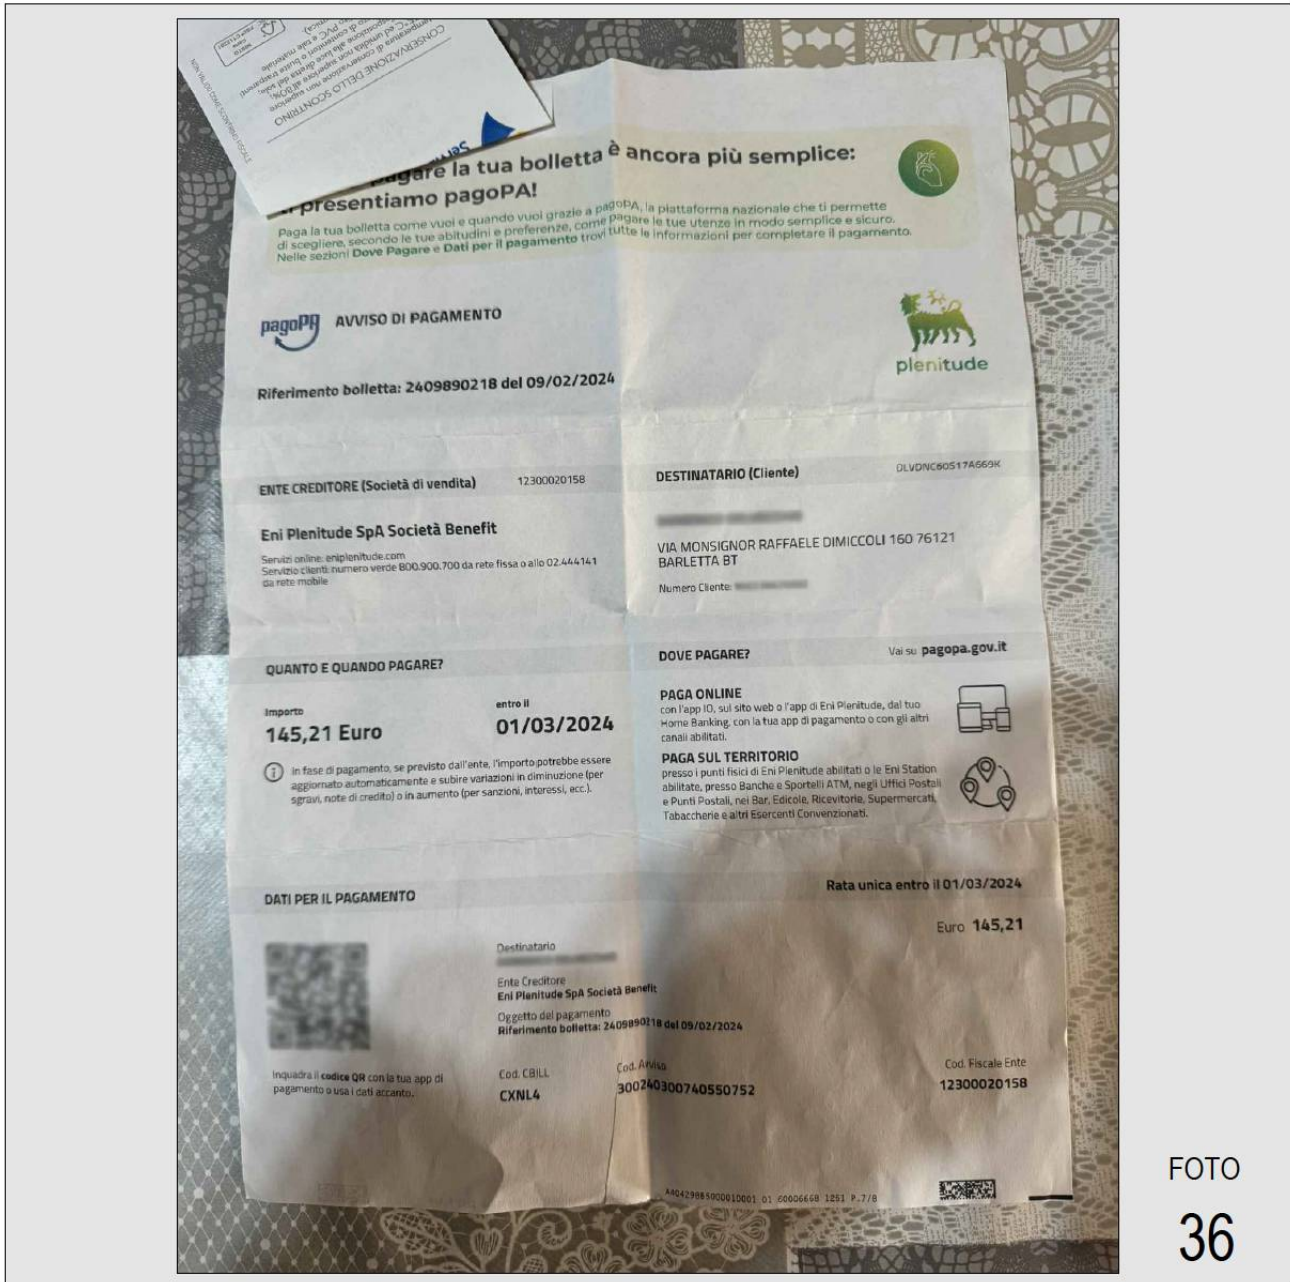 CONSERVAZIONE DELLO SCONTRINO
pagare la tua bolletta è ancora più semplice:
presentiamo pagoPA!
Paga la tua bolletta come vuoi e quando vuoi grazie a pagoPA, la piattaforma nazionale che ti permette
di scegliere, secondo le tue abitudini e preferenze, come pagare le tue utenze in modo semplice e sicuro.
Nelle sezioni Dove Pagare e Dati per il pagamento trovi tutte le informazioni per completare il pagamento.
pagoPA AVVISO DI PAGAMENTO
plenitude
Riferimento bolletta: 2409890218 del 09/02/2024
ENTE CREDITORE (Società di vendita) 12300020158
Eni Plenitude SpA Società Benefit
Servizi online: eniplenitude.com
Servizio clienti: numero verde 800.900.700 da rete fissa o allo 02.444141
da rete mobile
DESTINATARIO (Cliente) DLVDNC60S17A669K
VIA MONSIGNOR RAFFAELE DIMICCOLI 160 76121
BARLETTA BT
Numero Cliente:
QUANTO E QUANDO PAGARE?
Importo entro il
145,21 Euro 01/03/2024
In fase di pagamento, se previsto dall'ente, l'importo potrebbe essere
aggiornato automaticamente e subire variazioni in diminuzione (per
sgravi, note di credito) o in aumento (per sanzioni, interessi, ecc.).
DOVE PAGARE? Vai su pagopa.gov.it
PAGA ONLINE
con l'app IO, sul sito web o l'app di Eni Plenitude, dal tuo
Home Banking, con la tua app di pagamento o con gli altri
canali abilitati.
PAGA SUL TERRITORIO
presso i punti fisici di Eni Plenitude abilitati o le Eni Station
abilitate, presso Banche e Sportelli ATM, negli Uffici Postali
e Punti Postali, nei Bar, Edicole, Ricevitorie, Supermercati,
Tabaccherie e altri Esercenti Convenzionati.
DATI PER IL PAGAMENTO Rata unica entro il 01/03/2024
Euro 145,21
Destinatario
Ente Creditore
Eni Plenitude SpA Società Benefit
Oggetto del pagamento
Riferimento bolletta: 2409890218 del 09/02/2024
Inquadra il codice QR con la tua app di
pagamento o usa i dati accanto.
Cod. CBILL Cod. Avviso Cod. Fiscale Ente
CXNL4 300240300740550752 12300020158
FOTO
36